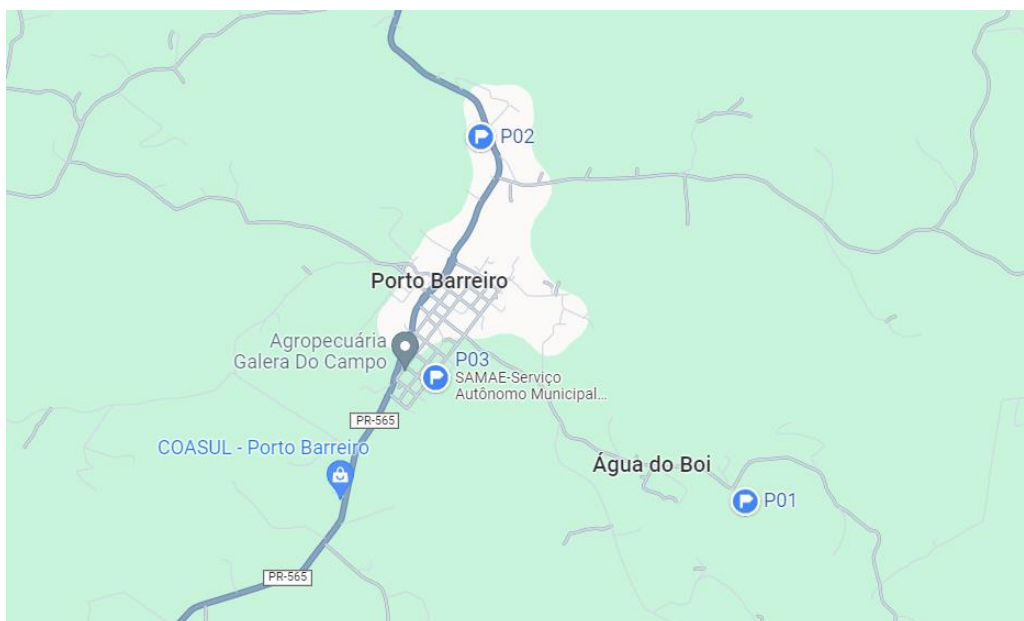 P02
Porto Barreiro
Agropecuária
Galera Do Campo
P03
SAMAE-Serviço
Autônomo Municipal...
PR-565
COASUL - Porto Barreiro
Água do Boi
P01
PR-565